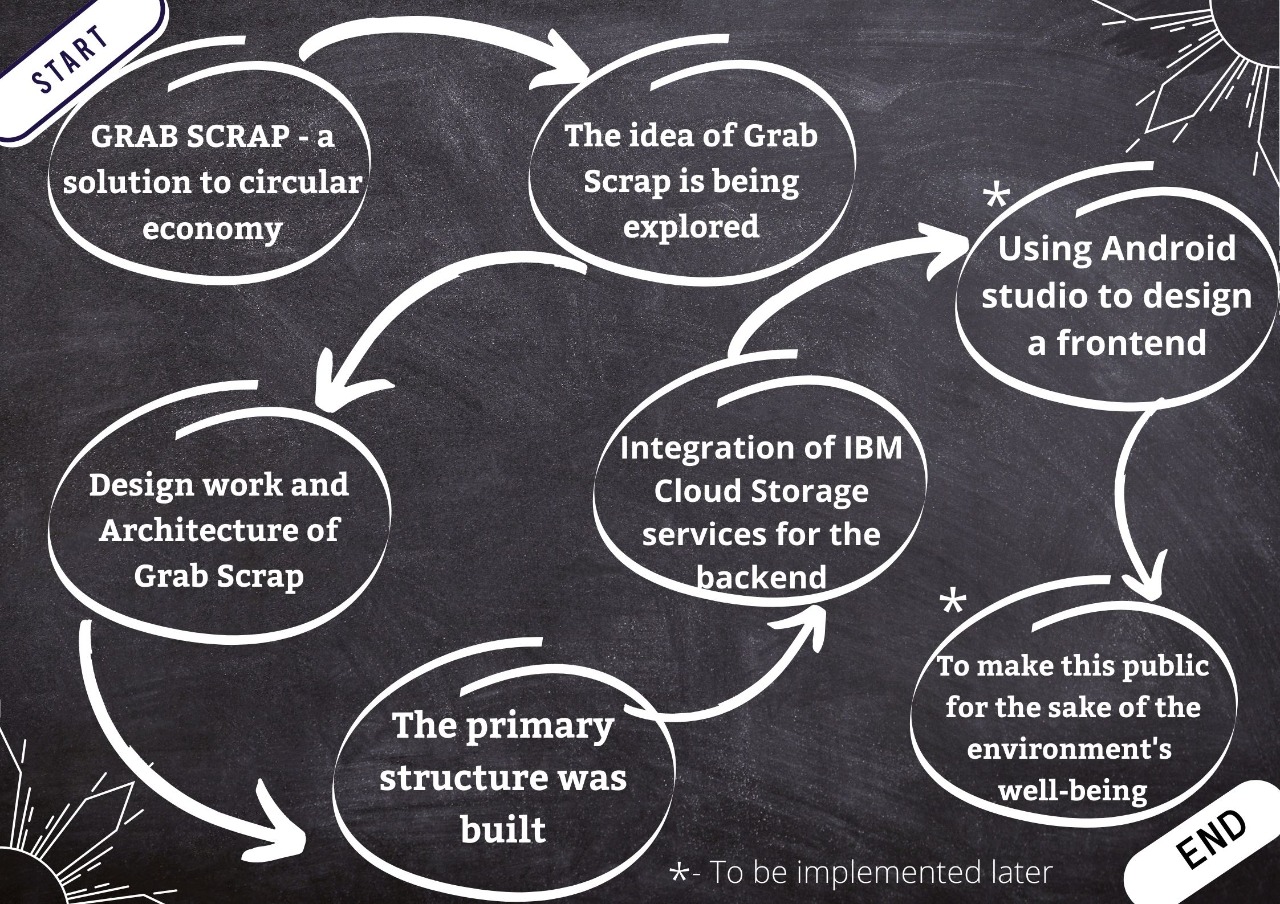 START
GRAB SCRAP - a
solution to circular
economy
The idea of Grab
Scrap is being
explored
Design work and
Architecture of
Grab Scrap
The primary
structure was
built
Integration of IBM
Cloud Storage
services for the
backend
*
Using Android
studio to design
a frontend
*
To make this public
for the sake of the
environment's
well-being
END
*- To be implemented later